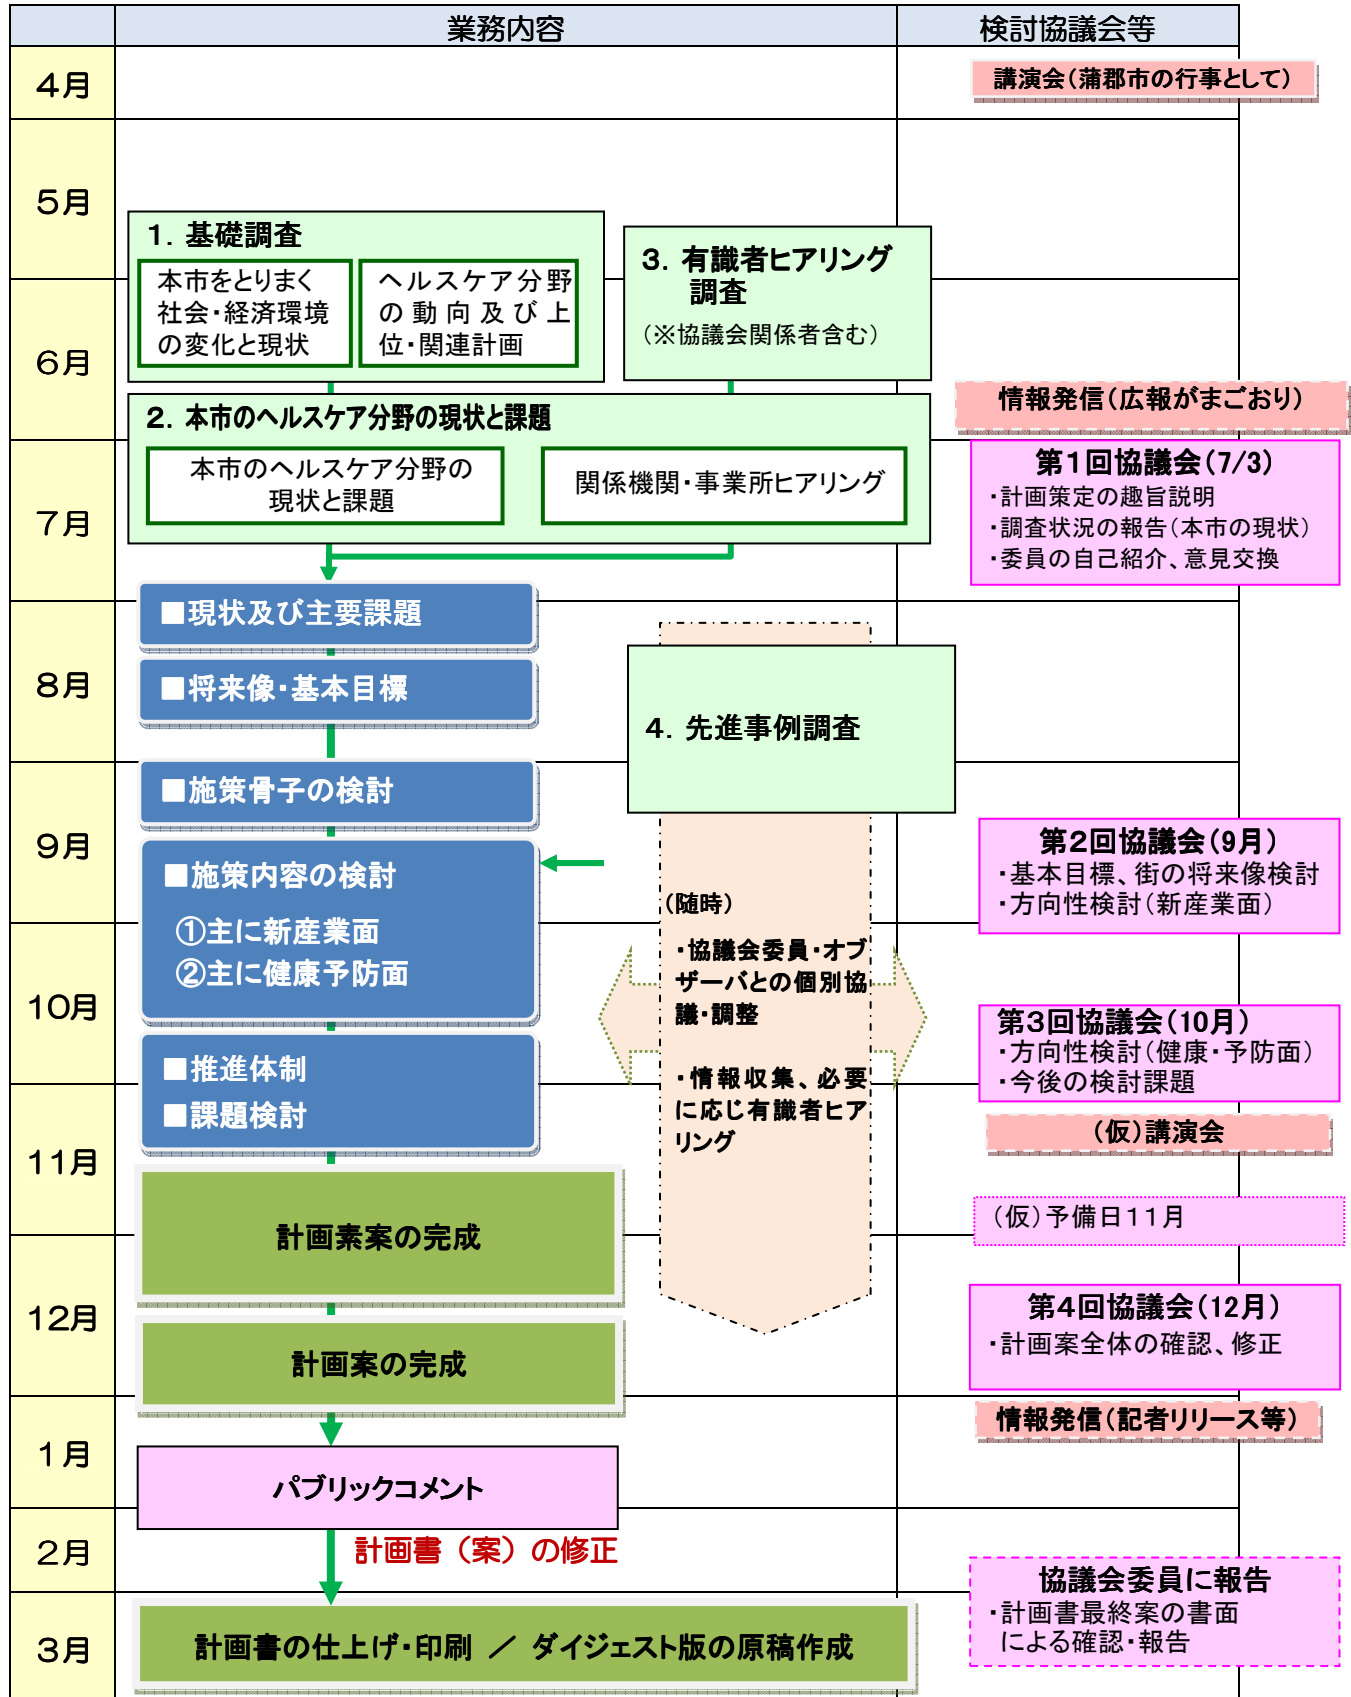 業務内容
検討協議会等
4月
講演会(蒲郡市の行事として)
5月
1. 基礎調査
本市をとりまく
社会・経済環境
の変化と現状
ヘルスケア分野
の動向及び上
位・関連計画
3. 有識者ヒアリング
調査
(※協議会関係者含む)
6月
情報発信(広報がまごおり)
2. 本市のヘルスケア分野の現状と課題
本市のヘルスケア分野の
現状と課題
関係機関・事業所ヒアリング
7月
第1回協議会(7/3)
・計画策定の趣旨説明
・調査状況の報告(本市の現状)
・委員の自己紹介、意見交換
■現状及び主要課題
8月
■将来像・基本目標
4. 先進事例調査
■施策骨子の検討
9月
■施策内容の検討
①主に新産業面
②主に健康予防面
第2回協議会(9月)
・基本目標、街の将来像検討
・方向性検討(新産業面)
(随時)
・協議会委員・オブ
ザーバとの個別協
議・調整
・情報収集、必要
に応じ有識者ヒア
リング
10月
第3回協議会(10月)
・方向性検討(健康・予防面)
・今後の検討課題
■推進体制
■課題検討
11月
(仮)講演会
(仮)予備日11月
計画素案の完成
12月
第4回協議会(12月)
・計画案全体の確認、修正
計画案の完成
情報発信(記者リリース等)
1月
パブリックコメント
2月
計画書(案)の修正
協議会委員に報告
・計画書最終案の書面
による確認・報告
3月
計画書の仕上げ・印刷 / ダイジェスト版の原稿作成